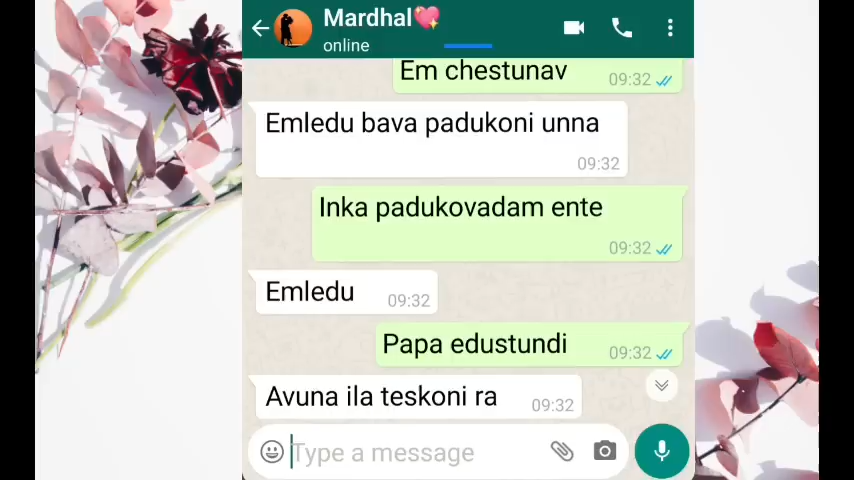 Mardhal💖
online
Em chestunav
09:32
Emledu bava padukoni unna
09:32
Inka padukovadam ente
09:32
Emledu 09:32
Papa edustundi 09:32
Avuna ila teskoni ra 09:32
Type a message